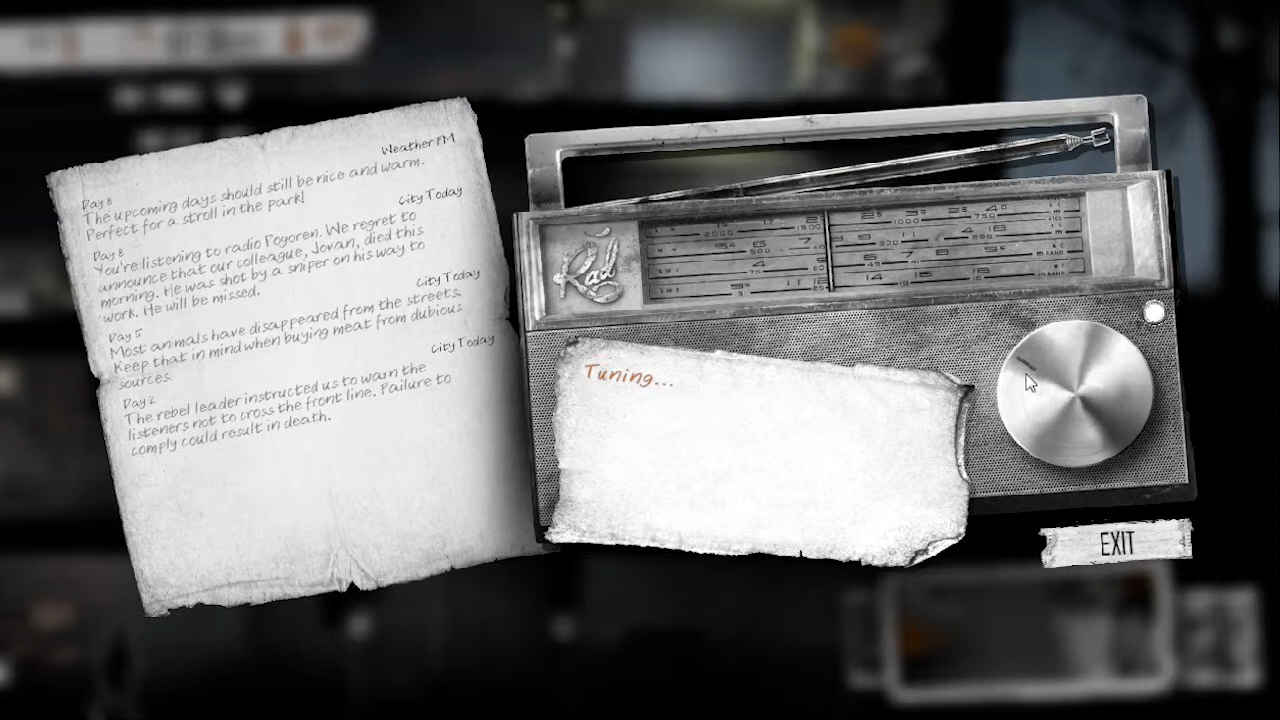 Weather FM
Day 8
The upcoming days should still be nice and warm.
Perfect for a stroll in the park!
City Today
Day 8
You're listening to radio Pogoren. We regret to
announce that our colleague, Jovan, died this
morning. He was shot by a sniper on his way to
work. He will be missed.
City Today
Day 5
Most animals have disappeared from the streets.
Keep that in mind when buying meat from dubious
sources.
City Today
Day 2
The rebel leader instructed us to warn the
listeners not to cross the front line. Failure to
comply could result in death.
Rad
Tuning...
EXIT